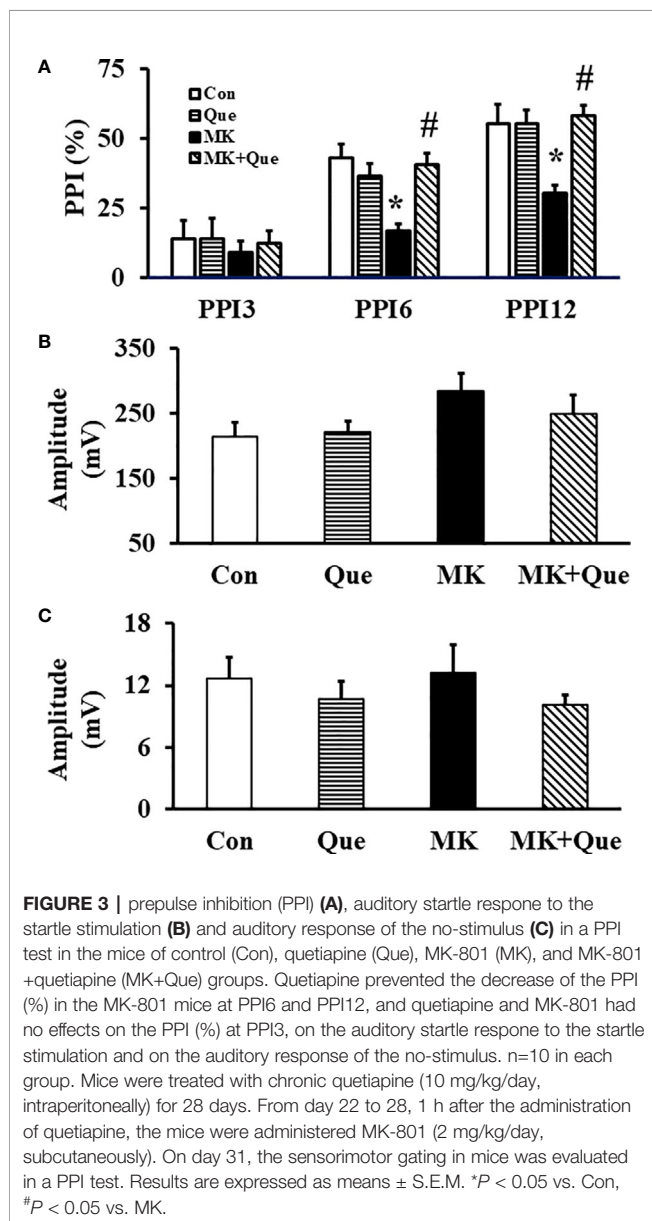 A
75
50
25
0
PPI (%)
Con
Que
MK
MK+Que
*
#
*
#
PPI3 PPI6 PPI12
B
350
250
150
50
Amplitude
(mV)
Con Que MK MK+Que
C
18
12
6
0
Amplitude
(mV)
Con Que MK MK+Que
FIGURE 3 | prepulse inhibition (PPI) (A), auditory startle respone to the
startle stimulation (B) and auditory response of the no-stimulus (C) in a PPI
test in the mice of control (Con), quetiapine (Que), MK-801 (MK), and MK-801
+quetiapine (MK+Que) groups. Quetiapine prevented the decrease of the PPI
(%) in the MK-801 mice at PPI6 and PPI12, and quetiapine and MK-801 had
no effects on the PPI (%) at PPI3, on the auditory startle respone to the startle
stimulation and on the auditory response of the no-stimulus. n=10 in each
group. Mice were treated with chronic quetiapine (10 mg/kg/day,
intraperitoneally) for 28 days. From day 22 to 28, 1 h after the administration
of quetiapine, the mice were administered MK-801 (2 mg/kg/day,
subcutaneously). On day 31, the sensorimotor gating in mice was evaluated
in a PPI test. Results are expressed as means ± S.E.M. *P < 0.05 vs. Con,
#P < 0.05 vs. MK.